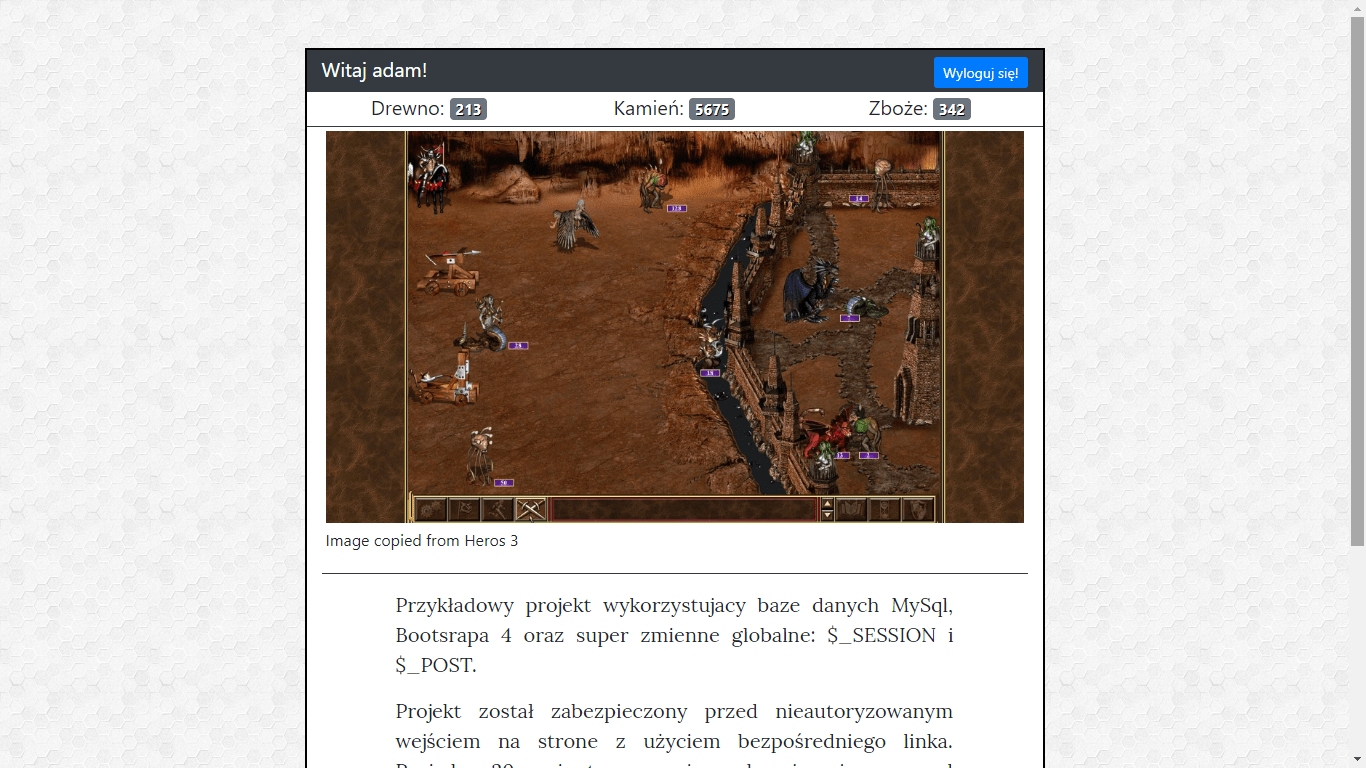 Witaj adam!
Wyloguj się!
Drewno: 213
Kamień: 5675
Zboże: 342
Image copied from Heros 3
Przykładowy projekt wykorzystujacy baze danych MySql,
Bootsrapa 4 oraz super zmienne globalne: $_SESSION i
$_POST.
Projekt został zabezpieczony przed nieautoryzowanym
wejściem na strone z użyciem bezpośredniego linka.